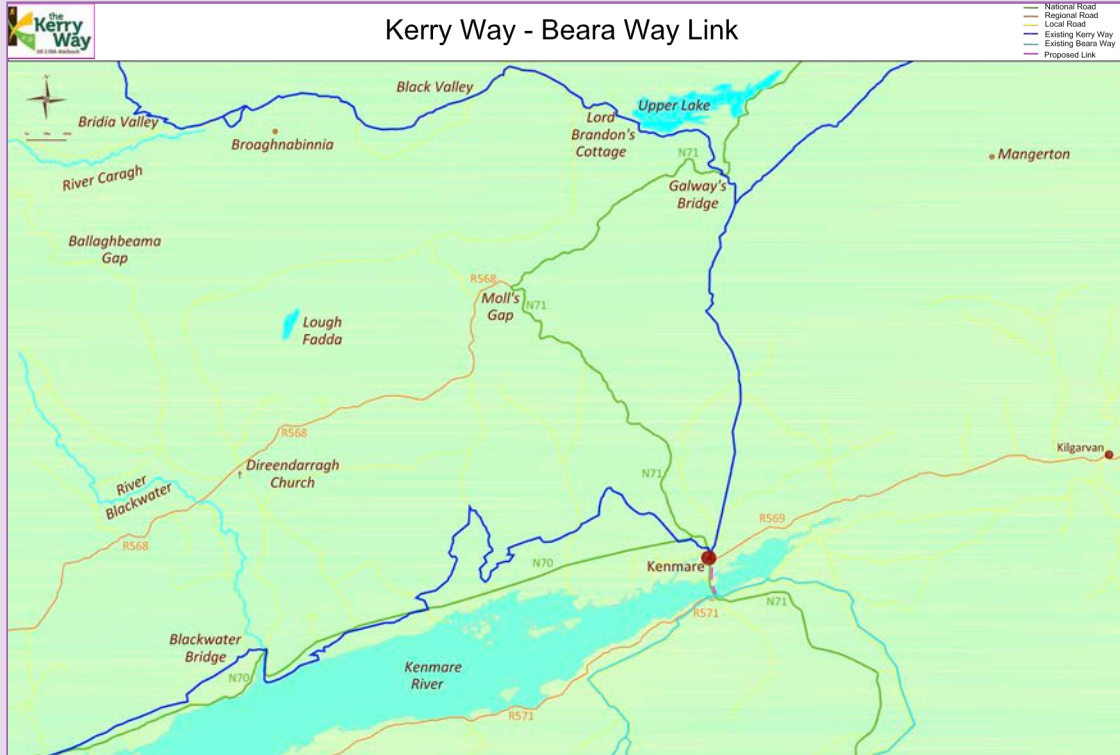 the
Kerry
Way
Kerry Way - Beara Way Link
National Road
Regional Road
Local Road
Existing Kerry Way
Existing Beara Way
Proposed Link
N
Black Valley
Upper Lake
Bridia Valley
Lord
Brandon's
Cottage
Broaghnabinnia
N71
Mangerton
River Caragh
Galway's
Bridge
Ballaghbeama
Gap
R568
Moll's
Gap
N71
Lough
Fadda
R568
Kilgarvan
Direendarragh
Church
N71
River
Blackwater
R569
R568
N70
Kenmare
N71
R571
Blackwater
Bridge
Kenmare
River
N70
R571